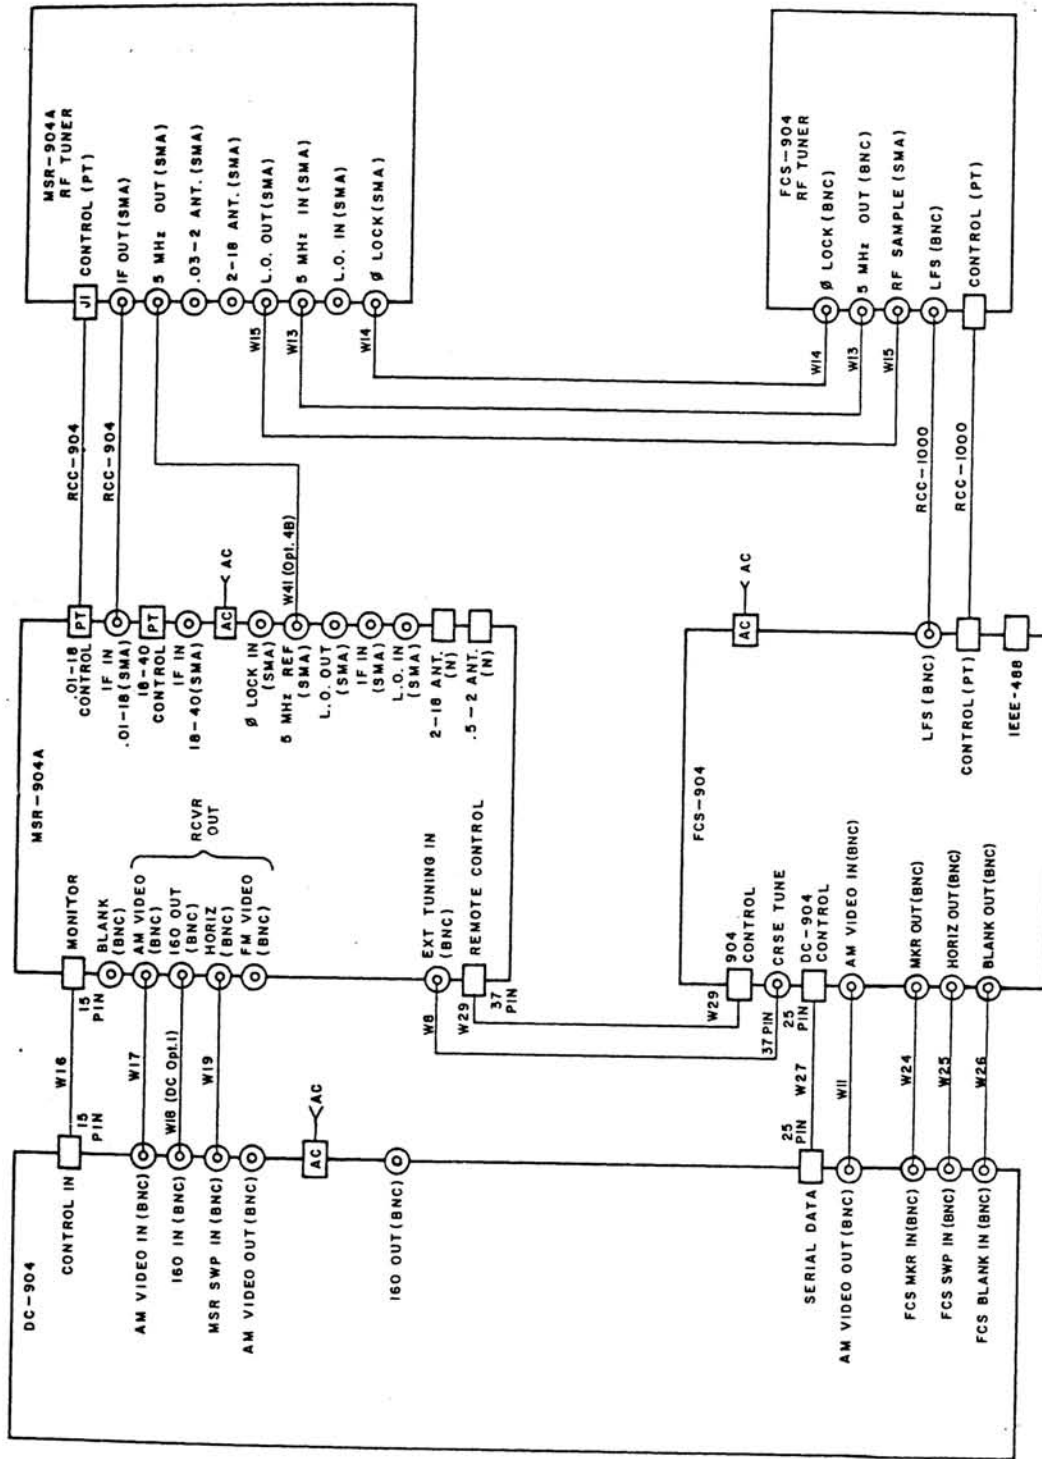 DC-904
CONTROL IN
15
PIN
AM VIDEO IN (BNC)
160 IN (BNC)
MSR SWP IN (BNC)
AM VIDEO OUT (BNC)
AC
AC
160 OUT (BNC)
SERIAL DATA
25
PIN
AM VIDEO OUT (BNC)
FCS MKR IN (BNC)
FCS SWP IN (BNC)
FCS BLANK IN (BNC)
W16
W17
W18 (DC Opt.1)
W19
W27
W11
W24
W25
W26
MSR-904A
15
PIN
MONITOR
BLANK
(BNC)
AM VIDEO
(BNC)
160 OUT
(BNC)
HORIZ
(BNC)
FM VIDEO
(BNC)
RCVR
OUT
EXT TUNING IN
(BNC)
REMOTE CONTROL
W8
W29
37
PIN
.01-18
CONTROL
PT
IF IN
.01-18 (SMA)
18-40
CONTROL
PT
IF IN
18-40 (SMA)
AC
AC
Ø LOCK IN
(SMA)
5 MHz REF
(SMA)
L.O. OUT
(SMA)
IF IN
(SMA)
L.O. IN
(SMA)
2-18 ANT.
(N)
.5-2 ANT.
(N)
RCC-904
RCC-904
W41 (Opt. 4B)
FCS-904
W29
904
CONTROL
37 PIN
CRSE TUNE
25
PIN
DC-904
CONTROL
AM VIDEO IN (BNC)
MKR OUT (BNC)
HORIZ OUT (BNC)
BLANK OUT (BNC)
AC
AC
LFS (BNC)
CONTROL (PT)
IEEE-488
RCC-1000
RCC-1000
MSR-904A
RF TUNER
J1
CONTROL (PT)
IF OUT (SMA)
5 MHz OUT (SMA)
.03-2 ANT. (SMA)
2-18 ANT. (SMA)
L.O. OUT (SMA)
5 MHz IN (SMA)
L.O. IN (SMA)
Ø LOCK (SMA)
W15
W13
W14
FCS-904
RF TUNER
Ø LOCK (BNC)
5 MHz OUT (BNC)
RF SAMPLE (SMA)
LFS (BNC)
CONTROL (PT)
W14
W13
W15